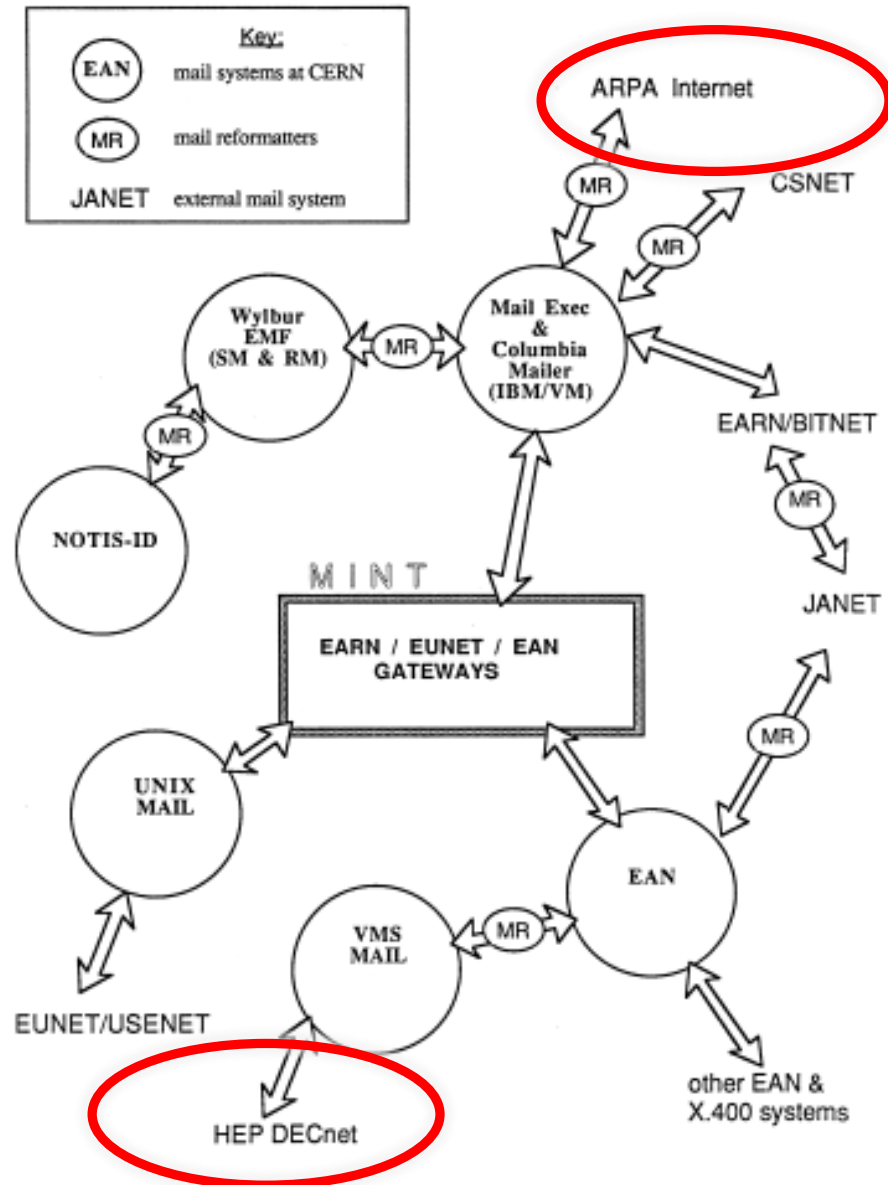 Key:
EAN
mail systems at CERN
MR
mail reformatters
JANET
external mail system
ARPA Internet
MR
CSNET
MR
Wylbur
EMF
(SM & RM)
MR
Mail Exec
&
Columbia
Mailer
(IBM/VM)
EARN/BITNET
MR
NOTIS-ID
MR
JANET
MINT
EARN / EUNET / EAN
GATEWAYS
MR
UNIX
MAIL
EAN
VMS
MAIL
MR
EUNET/USENET
HEP DECnet
other EAN &
X.400 systems